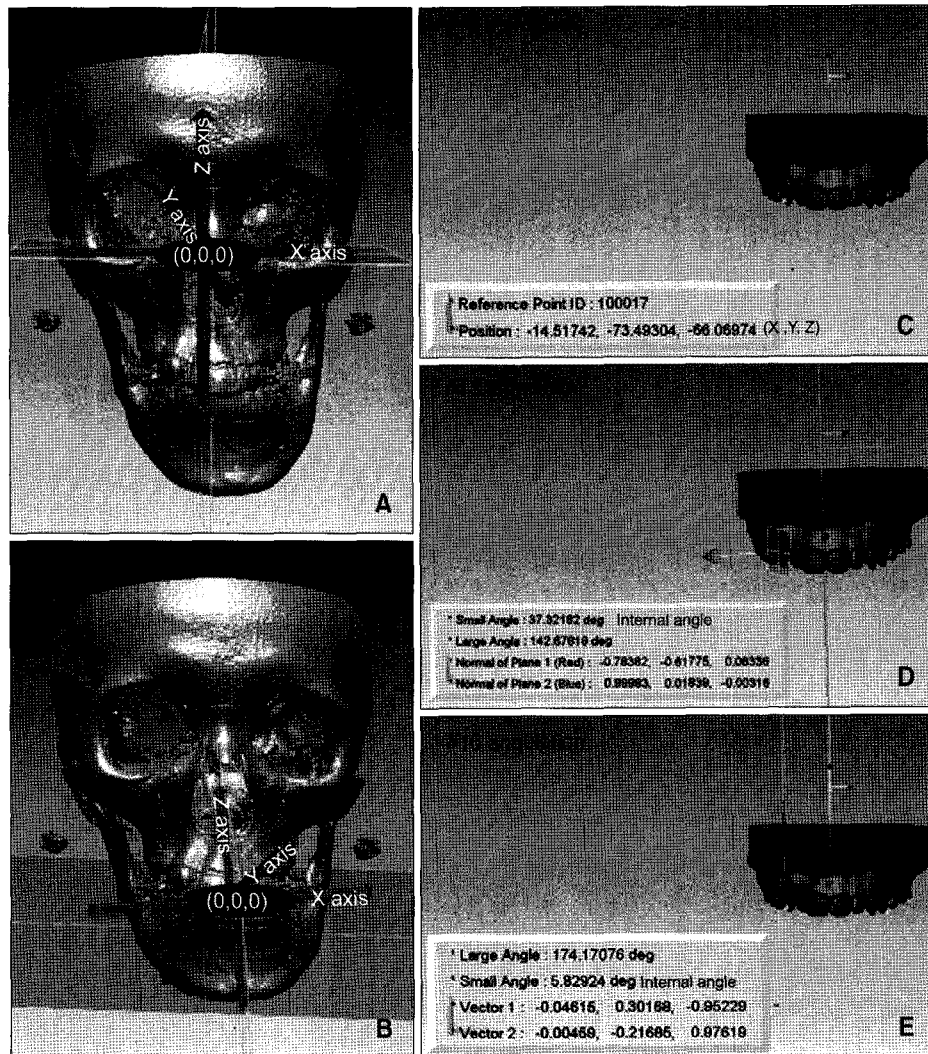 Z axis
Y axis
(0,0,0)
X axis
A
Z axis
Y axis
(0,0,0)
X axis
B
* Reference Point ID : 100017
* Position : -14.51742, -73.49304, -66.06974 (X ,Y, Z)
C
* Small Angle : 37.32182 deg Internal angle
* Large Angle : 142.67818 deg
* Normal of Plane 1 (Red) : -0.78382, -0.61775, 0.06336
* Normal of Plane 2 (Blue) : 0.99983, 0.01839, -0.00316
D
* Large Angle : 174.17076 deg
* Small Angle : 5.82924 deg Internal angle
* Vector 1 : -0.04615, 0.30168, -0.95229
* Vector 2 : -0.00469, -0.21685, 0.97619
E